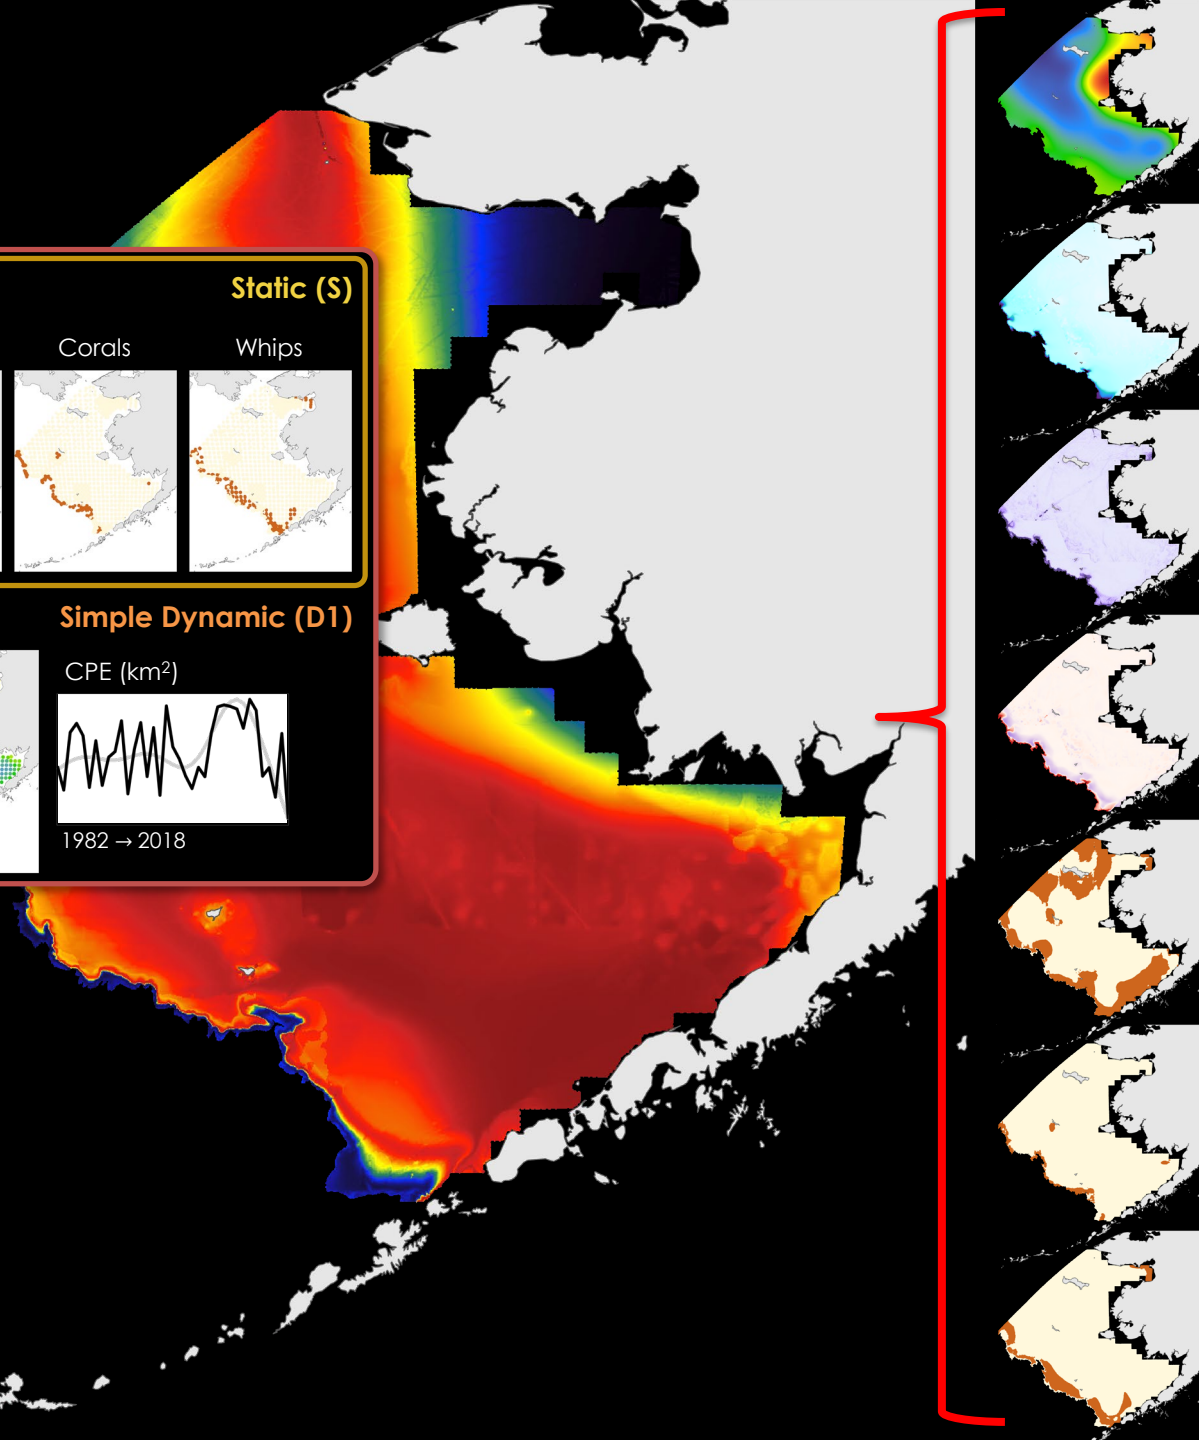 Static (S)
Corals
Whips
Simple Dynamic (D1)
CPE (km²)
1982 → 2018